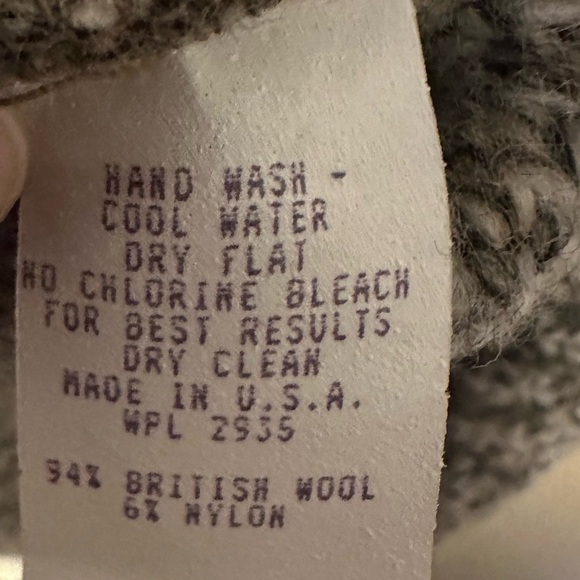 HAND WASH -
COOL WATER
DRY FLAT
NO CHLORINE BLEACH
FOR BEST RESULTS
DRY CLEAN
MADE IN U.S.A.
WPL 2935
94% BRITISH WOOL
6% NYLON